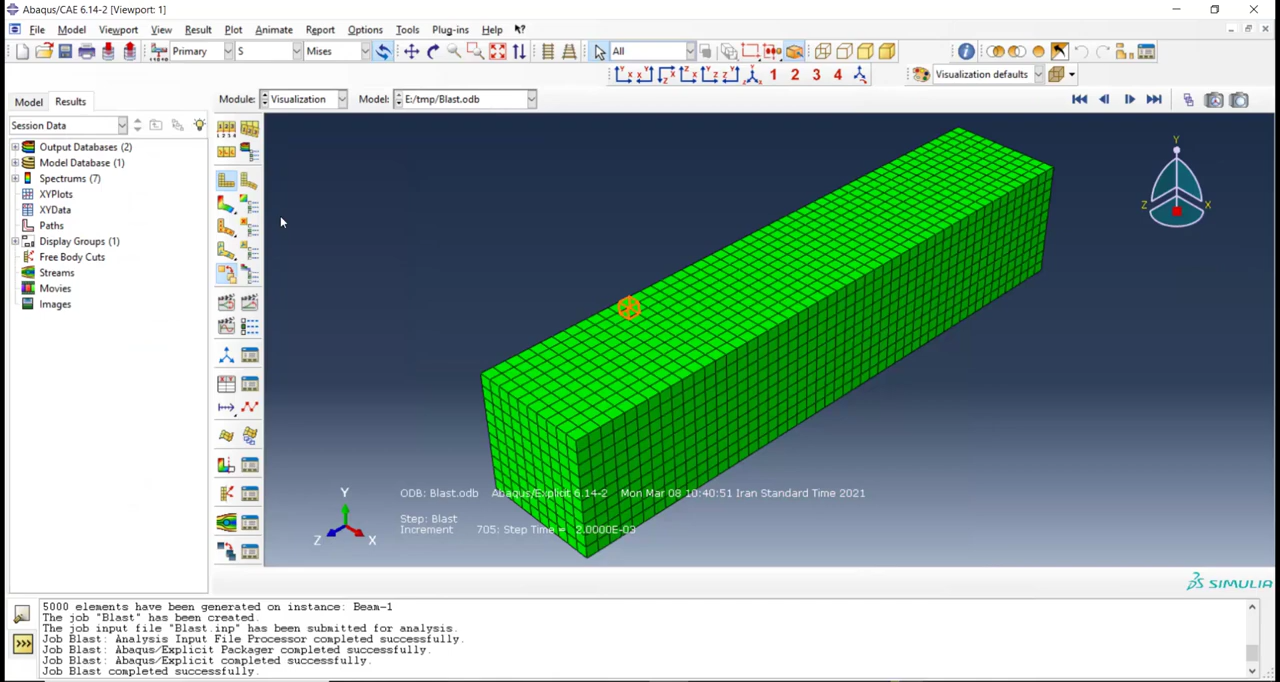 Abaqus/CAE 6.14-2 [Viewport: 1]
File Model Viewport View Result Plot Animate Report Options Tools Plug-ins Help
Primary S Mises All
1 2 3 4 Visualization defaults
Model Results Module: Visualization Model: E:/tmp/Blast.odb
Session Data
Output Databases (2)
Model Database (1)
Spectrums (7)
XYPlots
XYData
Paths
Display Groups (1)
Free Body Cuts
Streams
Movies
Images
Y
Z X
Y
Z X
ODB: Blast.odb Abaqus/Explicit 6.14-2 Mon Mar 08 10:40:51 Iran Standard Time 2021
Step: Blast
Increment 705: Step Time = 2.0000E-03
SIMULIA
5000 elements have been generated on instance: Beam-1
The job "Blast" has been created.
The job input file "Blast.inp" has been submitted for analysis.
Job Blast: Analysis Input File Processor completed successfully.
Job Blast: Abaqus/Explicit Packager completed successfully.
Job Blast: Abaqus/Explicit completed successfully.
Job Blast completed successfully.